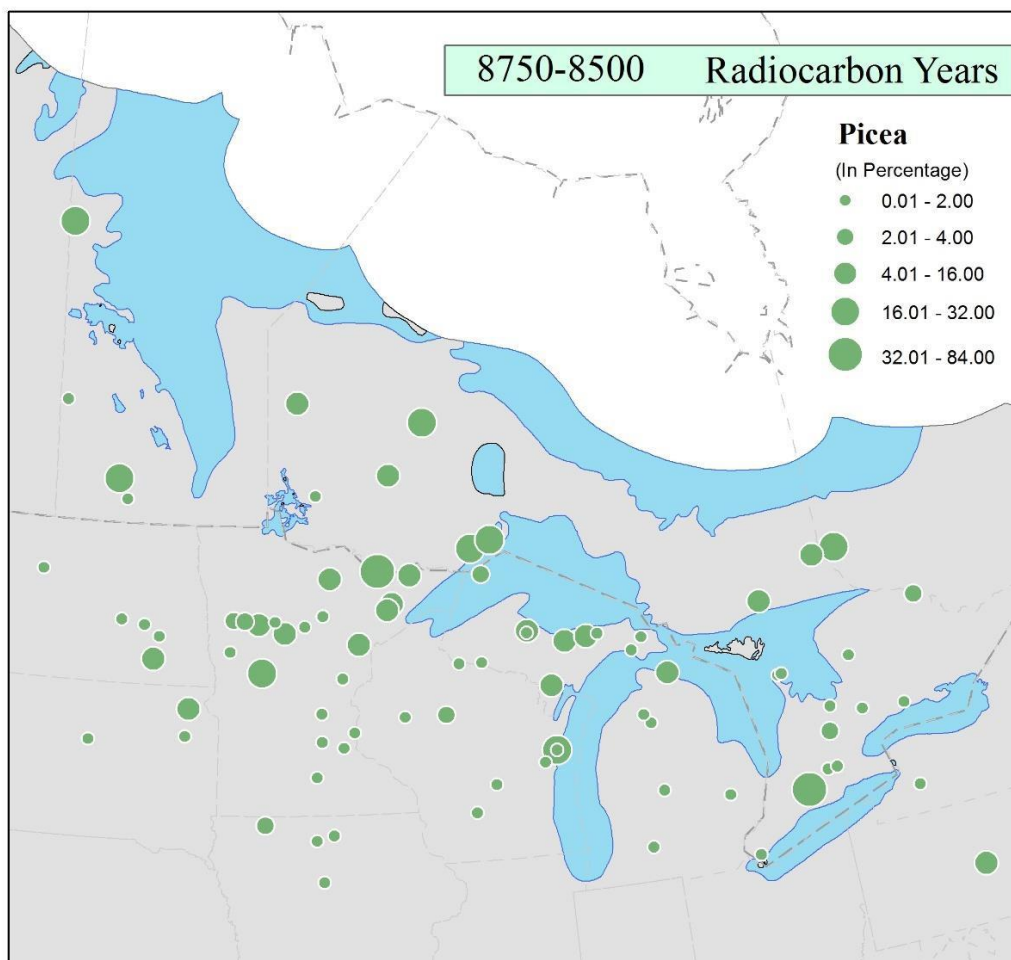 8750-8500 Radiocarbon Years
Picea
(In Percentage)
0.01 - 2.00
2.01 - 4.00
4.01 - 16.00
16.01 - 32.00
32.01 - 84.00